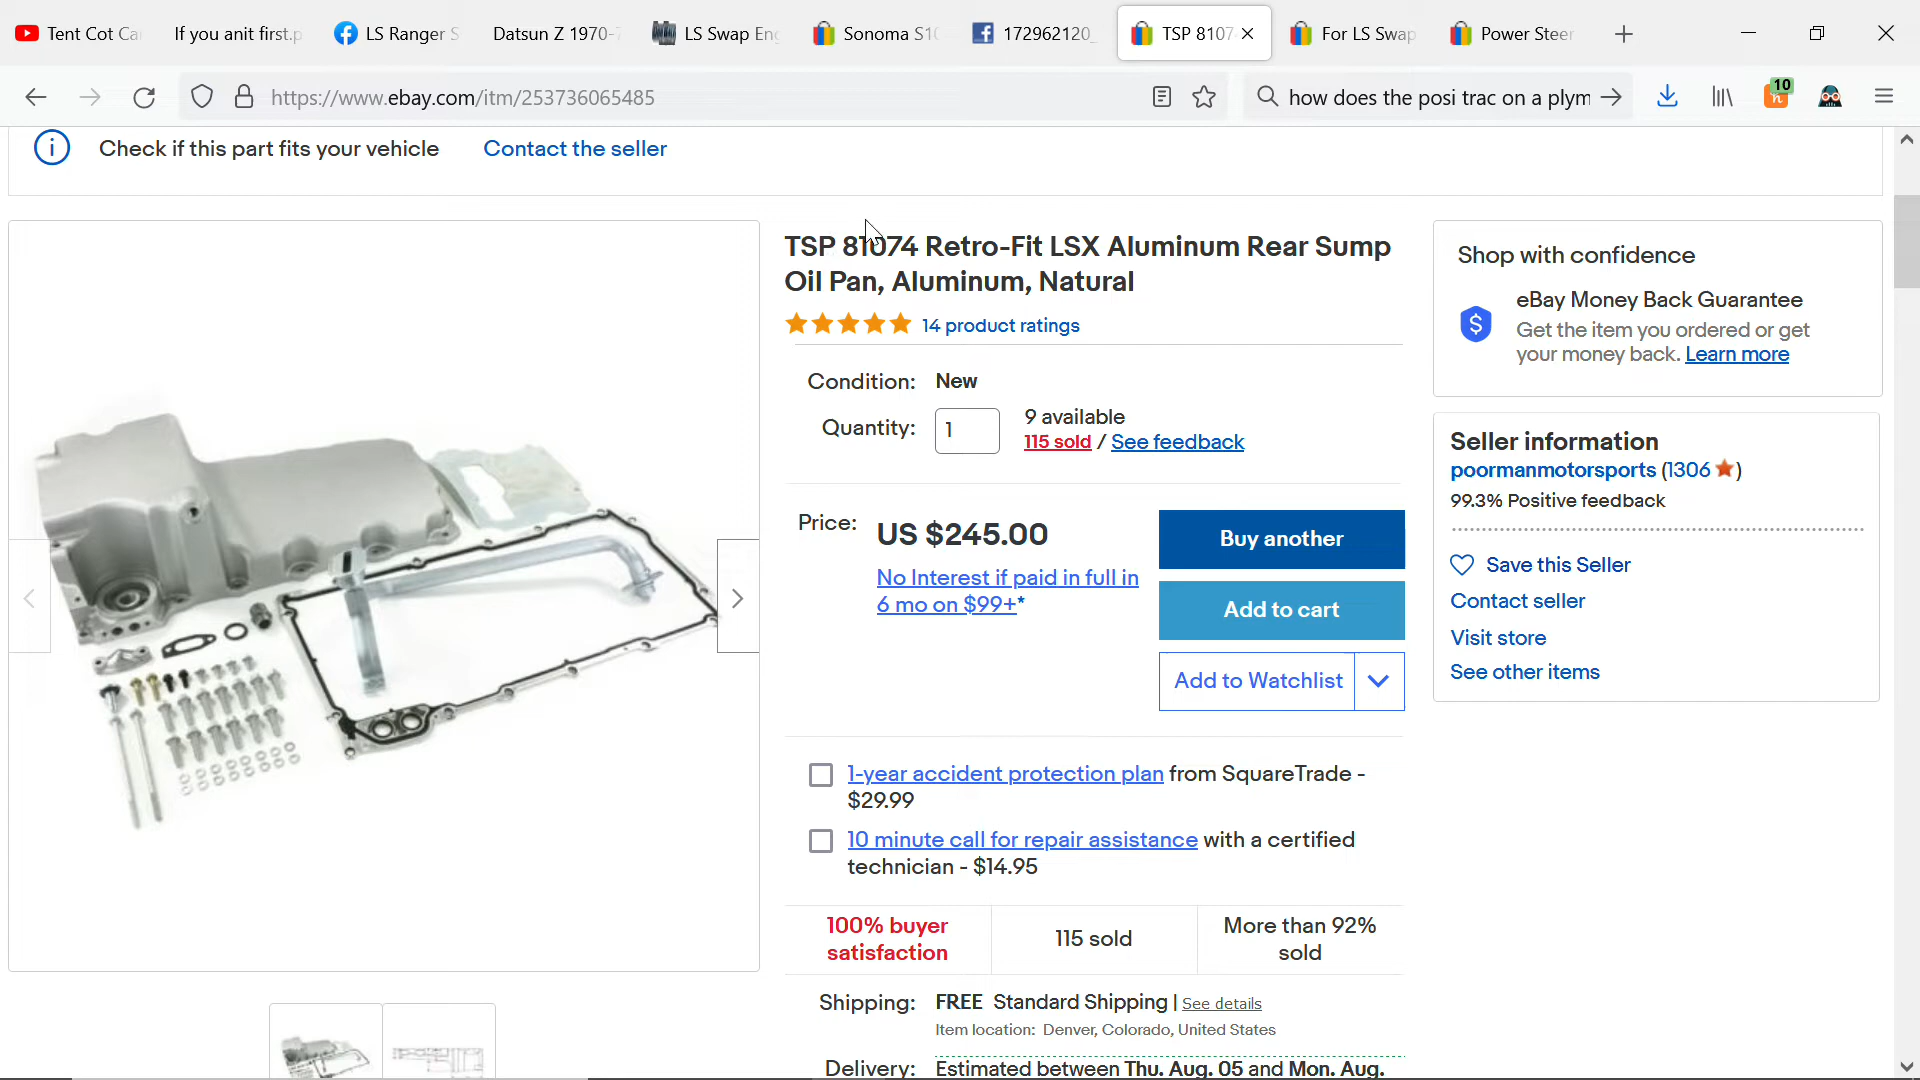 Tent Cot Ca
If you anit first.p
LS Ranger S
Datsun Z 1970-7
LS Swap Eng
Sonoma S10
172962120_
TSP 8107
For LS Swap
Power Steer
https://www.ebay.com/itm/253736065485
how does the posi trac on a plym
10
Check if this part fits your vehicle
Contact the seller
TSP 81074 Retro-Fit LSX Aluminum Rear Sump
Oil Pan, Aluminum, Natural
14 product ratings
Condition: New
Quantity: 1
9 available
115 sold / See feedback
Price: US $245.00
No Interest if paid in full in
6 mo on $99+*
Buy another
Add to cart
Add to Watchlist
1-year accident protection plan from SquareTrade -
$29.99
10 minute call for repair assistance with a certified
technician - $14.95
100% buyer
satisfaction
115 sold
More than 92%
sold
Shipping: FREE Standard Shipping | See details
Item location: Denver, Colorado, United States
Delivery: Estimated between Thu. Aug. 05 and Mon. Aug.
Shop with confidence
eBay Money Back Guarantee
Get the item you ordered or get
your money back. Learn more
Seller information
poormanmotorsports (1306 )
99.3% Positive feedback
Save this Seller
Contact seller
Visit store
See other items